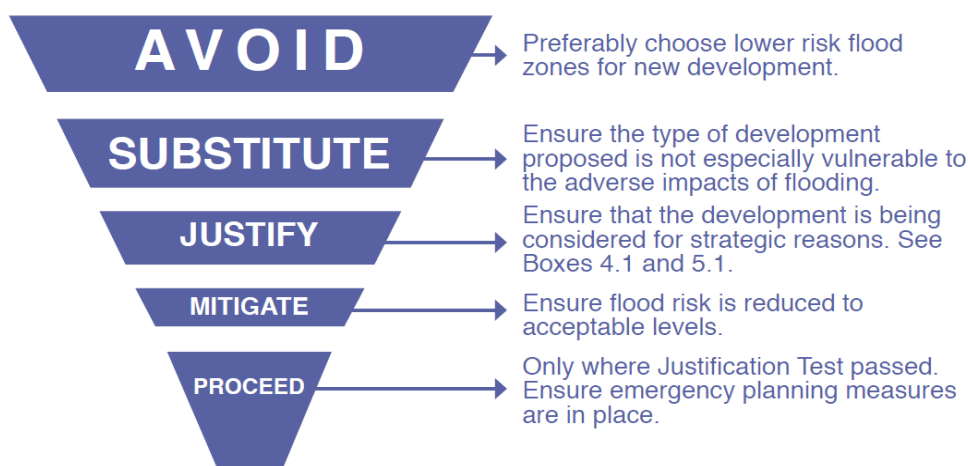 AVOID
Preferably choose lower risk flood
zones for new development.
SUBSTITUTE
Ensure the type of development
proposed is not especially vulnerable to
the adverse impacts of flooding.
JUSTIFY
Ensure that the development is being
considered for strategic reasons. See
Boxes 4.1 and 5.1.
MITIGATE
Ensure flood risk is reduced to
acceptable levels.
PROCEED
Only where Justification Test passed.
Ensure emergency planning measures
are in place.